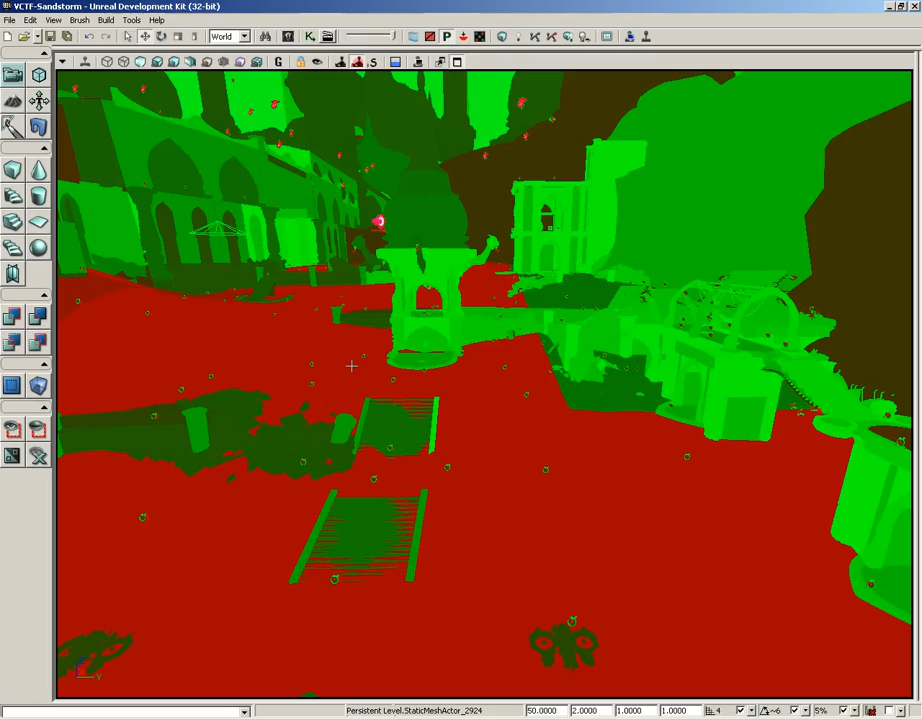 VCTF-Sandstorm - Unreal Development Kit (32-bit)
File Edit View Brush Build Tools Help
World P
G S
Z
Y
Persistent Level.StaticMeshActor_2924 50.0000 2.0000 1.0000 1.0000 4 ~6 5%